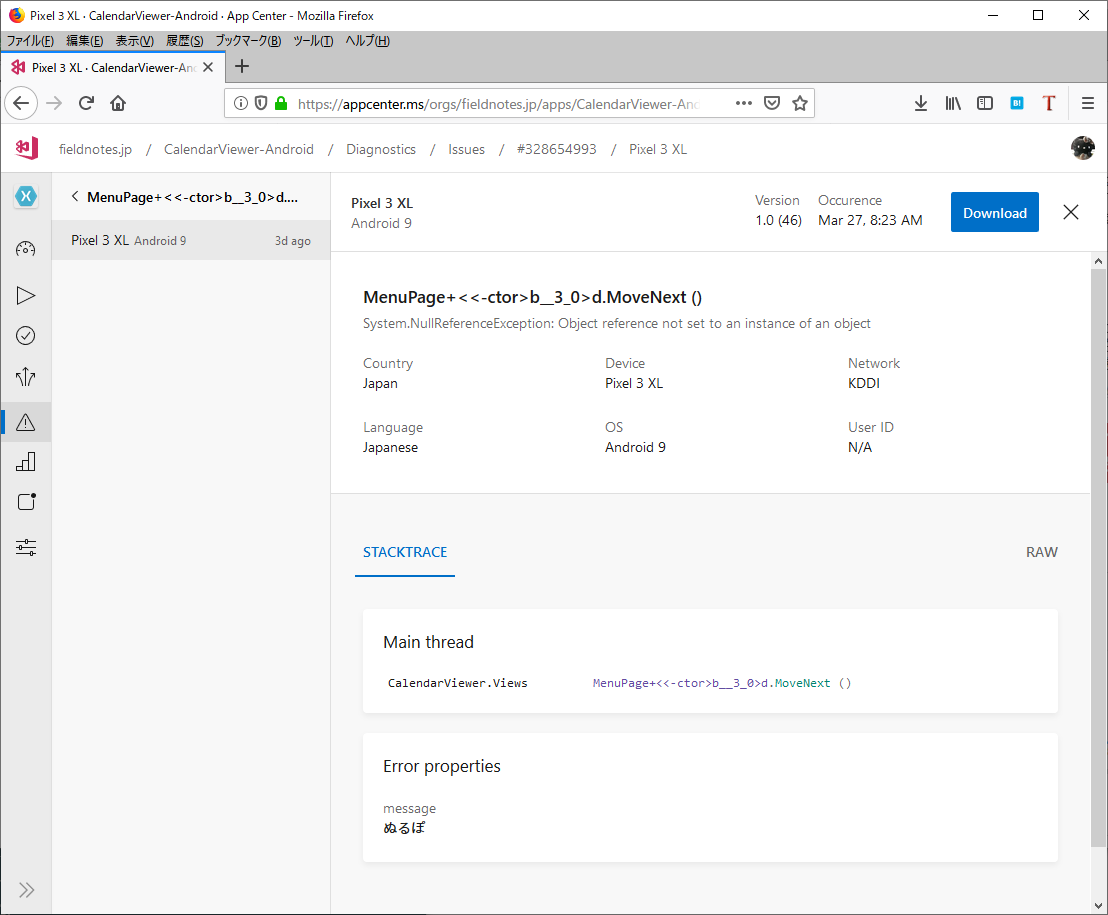 Pixel 3 XL · CalendarViewer-Android · App Center - Mozilla Firefox
ファイル(F) 編集(E) 表示(V) 履歴(S) ブックマーク(B) ツール(T) ヘルプ(H)
Pixel 3 XL · CalendarViewer-An
https://appcenter.ms/orgs/fieldnotes.jp/apps/CalendarViewer-And
B!
T
fieldnotes.jp / CalendarViewer-Android / Diagnostics / Issues / #328654993 / Pixel 3 XL
MenuPage+<<-ctor>b__3_0>d....
Pixel 3 XL Android 9 3d ago
Pixel 3 XL
Android 9
Version
1.0 (46)
Occurence
Mar 27, 8:23 AM
Download
MenuPage+<<-ctor>b__3_0>d.MoveNext ()
System.NullReferenceException: Object reference not set to an instance of an object
Country
Japan
Device
Pixel 3 XL
Network
KDDI
Language
Japanese
OS
Android 9
User ID
N/A
STACKTRACE
RAW
Main thread
CalendarViewer.Views MenuPage+<<-ctor>b__3_0>d.MoveNext ()
Error properties
message
ぬるぽ